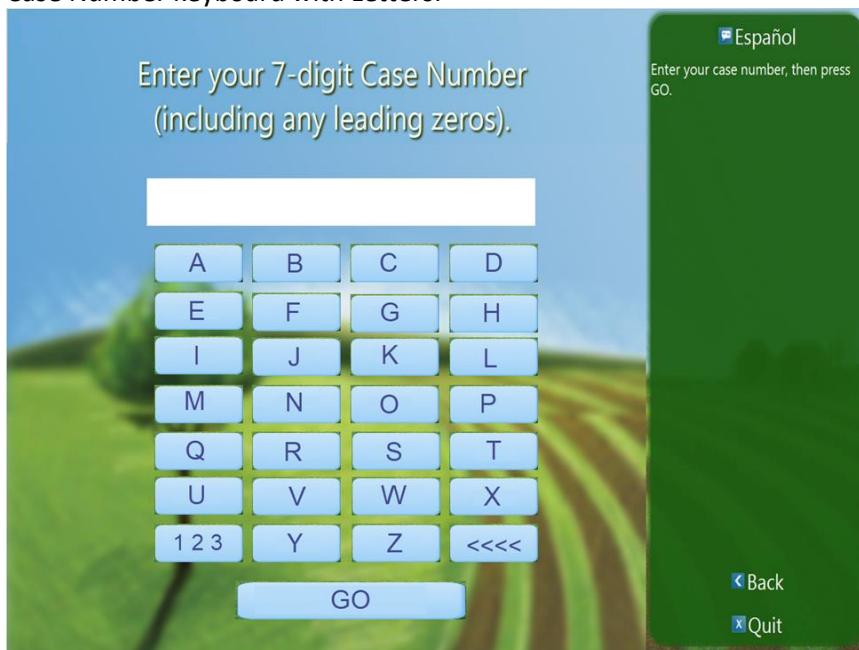 Case Number keyboard with Letters:
Enter your 7-digit Case Number
(including any leading zeros).
A B C D
E F G H
I J K L
M N O P
Q R S T
U V W X
1 2 3 Y Z <<<<
GO
Español
Enter your case number, then press
GO.
Back
X Quit